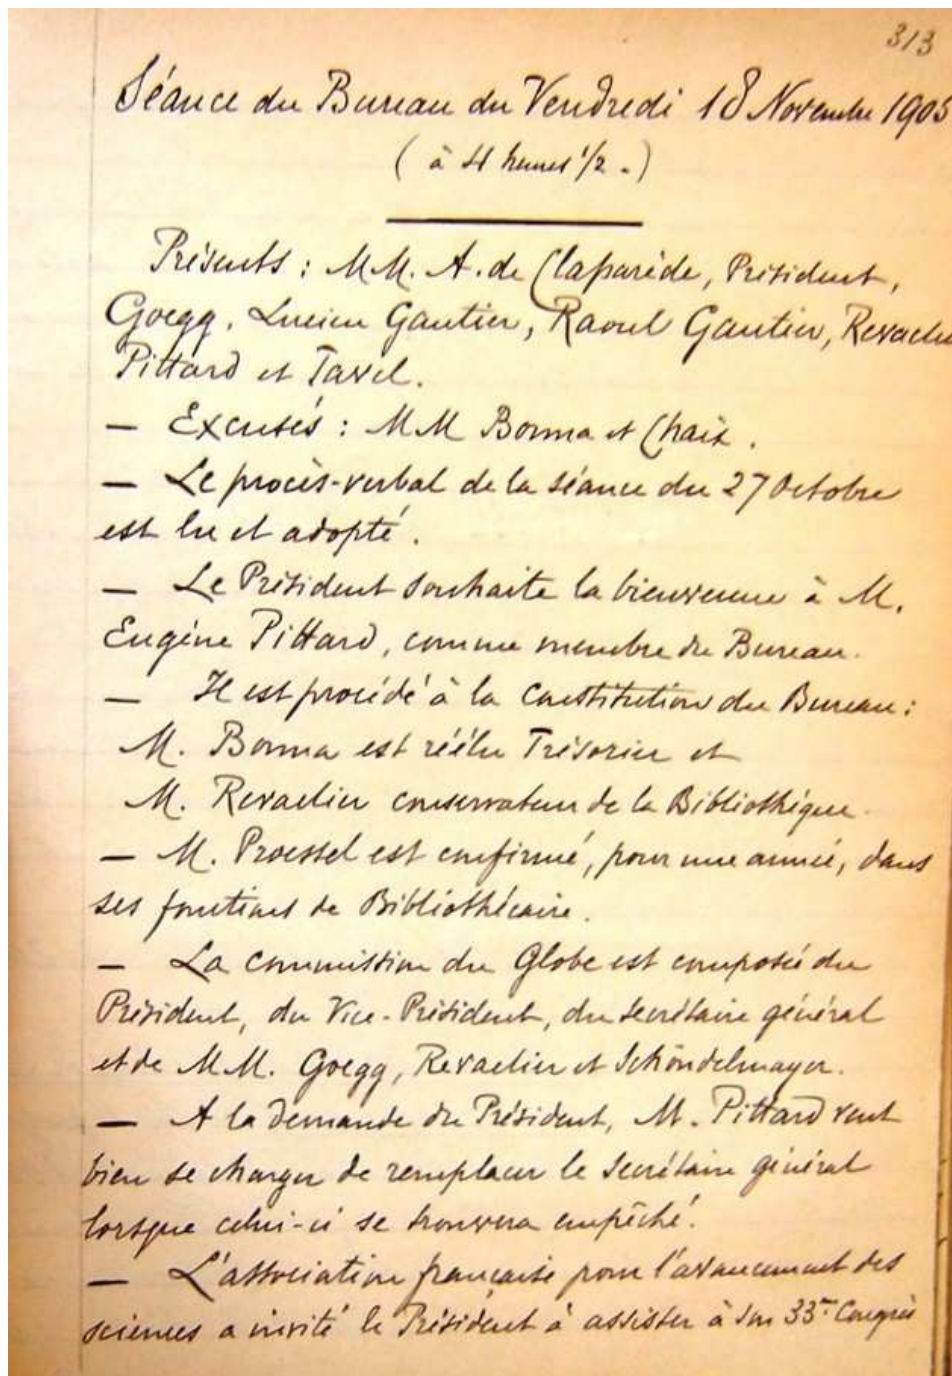 313
Séance du Bureau du Vendredi 18 Novembre 1905
( à 4 heures 1/2 . )
Présents : MM. A. de Claparède, Président,
Goegg, Lucien Gautier, Raoul Gautier, Revaclier
Pittard et Tavel.
— Excusés : MM Bonna et Chaix.
— Le procès-verbal de la séance du 27 Octobre
est lu et adopté.
— Le Président souhaite la bienvenue à M.
Eugène Pittard, comme membre du Bureau.
— Il est procédé à la constitution du Bureau :
M. Bonna est réélu Trésorier et
M. Revaclier conservateur de la Bibliothèque.
— M. Proessel est confirmé, pour une année, dans
ses fonctions de Bibliothécaire.
— La commission du Globe est composée du
Président, du Vice-Président, du secrétaire général
et de MM. Goegg, Revaclier et Schöndelmayer.
— A la demande du Président, M. Pittard veut
bien se charger de remplacer le secrétaire général
lorsque celui-ci se trouvera empêché.
— L'association française pour l'avancement des
sciences a invité le Président à assister à son 33me Congrès